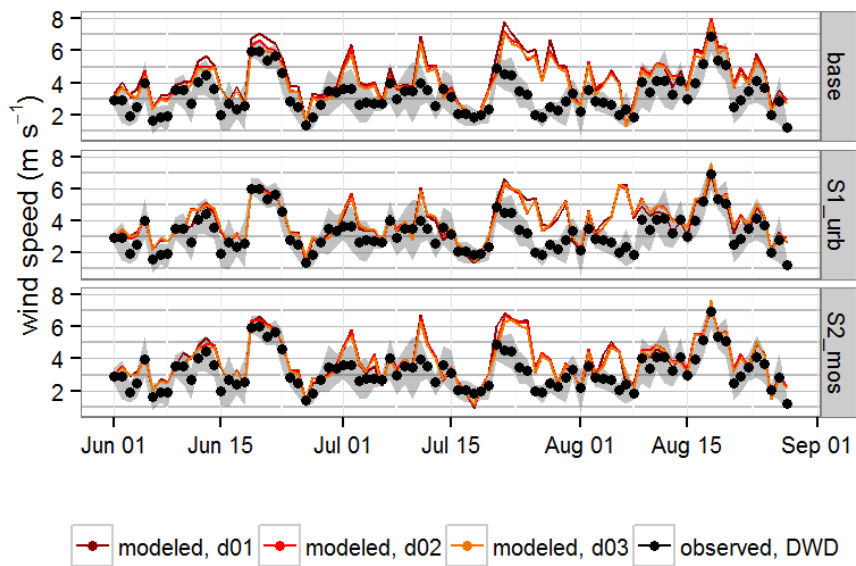 8
6
4
2
base
8
6
4
2
S1_urb
8
6
4
2
S2_mos
wind speed (m s⁻¹)
Jun 01 Jun 15 Jul 01 Jul 15 Aug 01 Aug 15 Sep 01
modeled, d01 modeled, d02 modeled, d03 observed, DWD